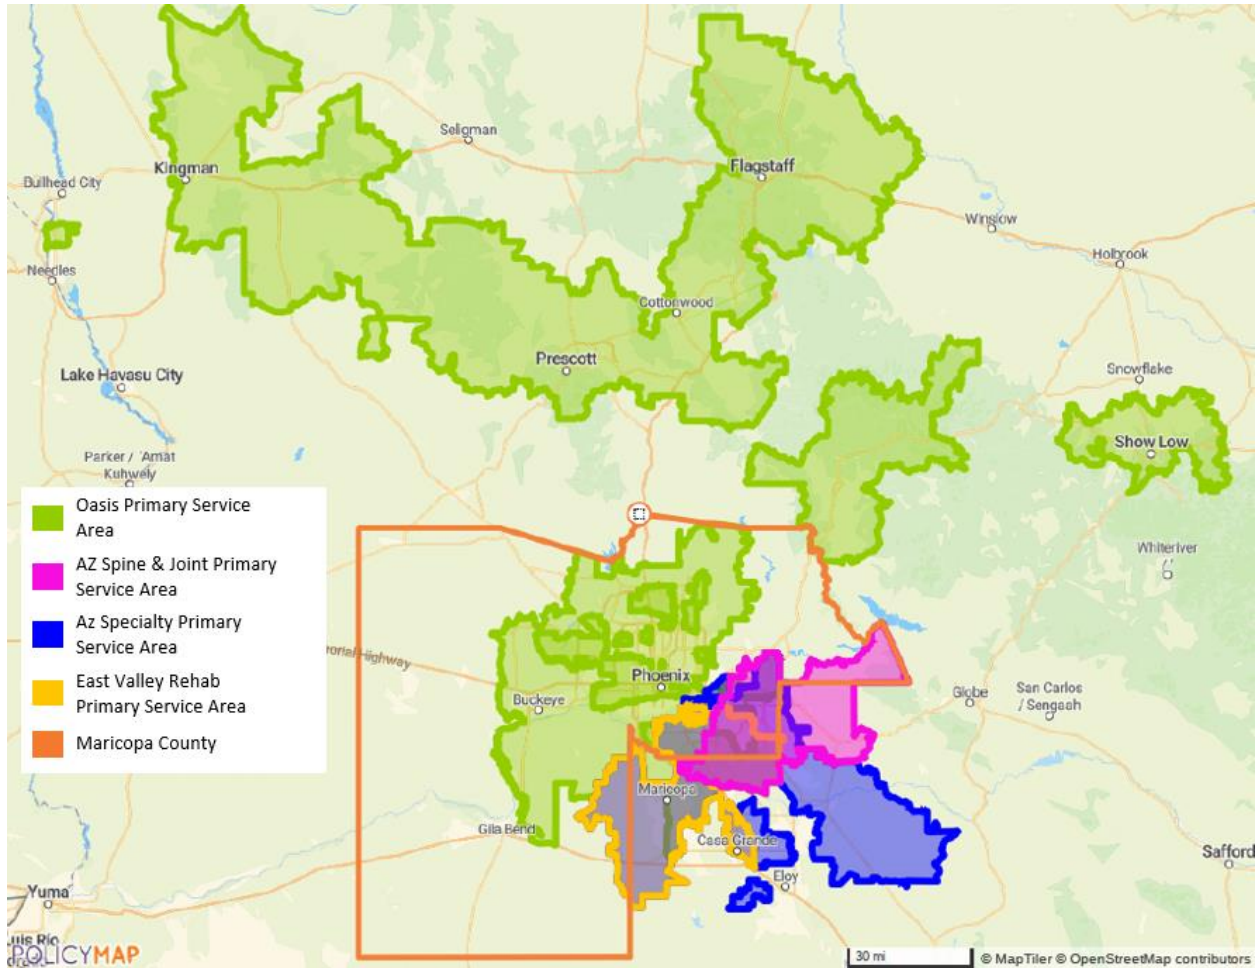 Seligman
Kingman
Bullhead City
Flagstaff
Winslow
Holbrook
Needles
Cottonwood
Prescott
Lake Havasu City
Snowflake
Show Low
Parker / 'Amat
Kuhwely
Oasis Primary Service
Area
AZ Spine & Joint Primary
Service Area
Az Specialty Primary
Service Area
East Valley Rehab
Primary Service Area
Maricopa County
Whiteriver
Highway
Phoenix
Buckeye
Globe
San Carlos
/ Sengaah
Maricopa
Gila Bend
Casa Grande
Eloy
Safford
Yuma
Luis Río
POLICYMAP
30 mi
© MapTiler © OpenStreetMap contributors